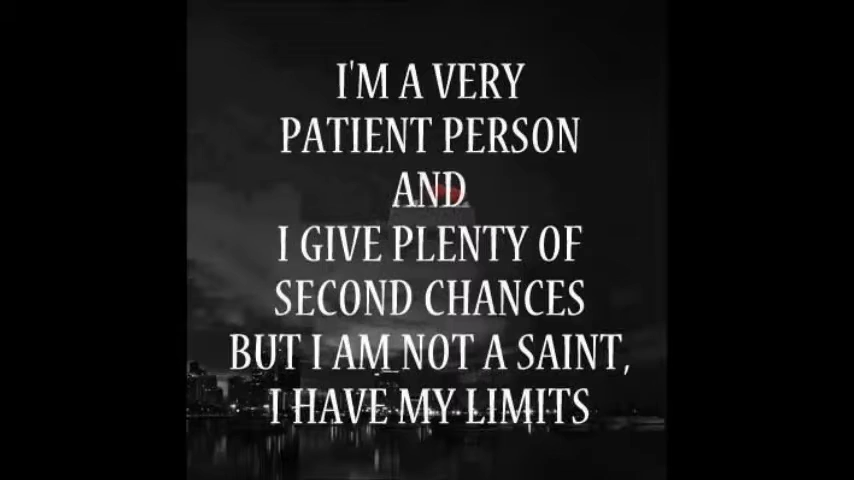 I'M A VERY
PATIENT PERSON
AND
I GIVE PLENTY OF
SECOND CHANCES
BUT I AM NOT A SAINT,
I HAVE MY LIMITS